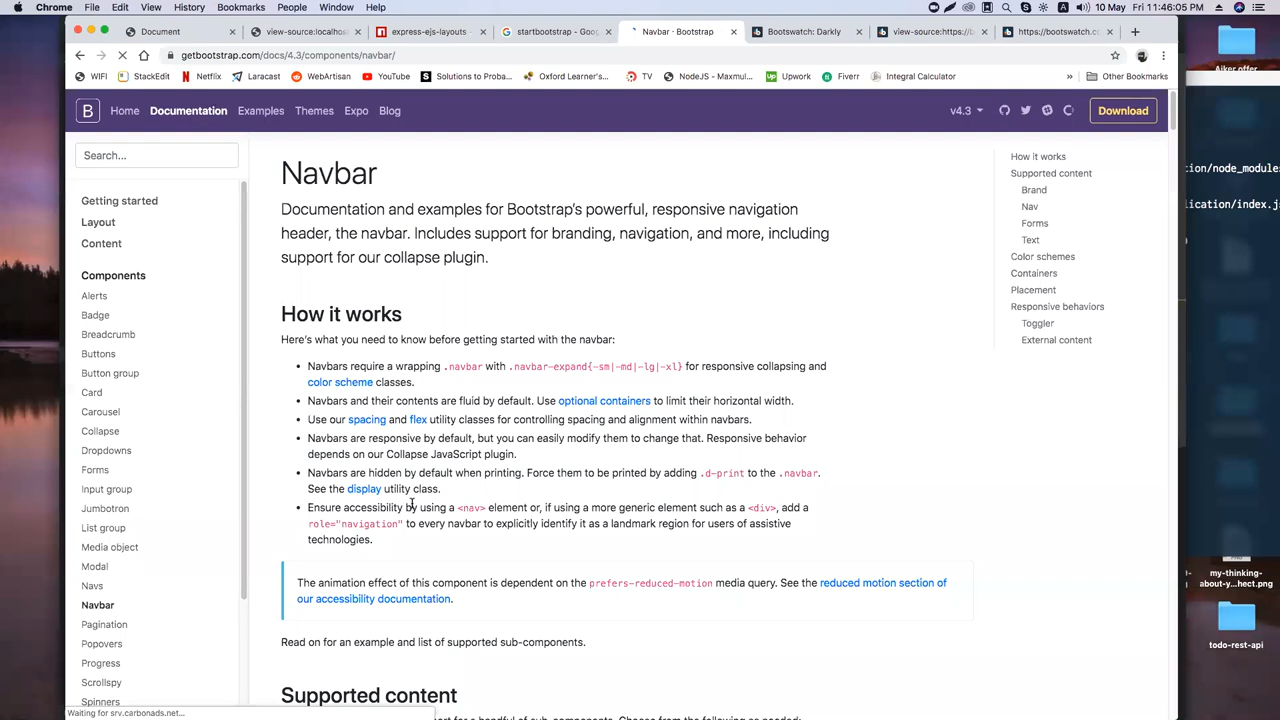 Chrome File Edit View History Bookmarks People Window Help
10 May Fri 11:46:05 PM
Document
view-source:localhos
express-ejs-layouts -
startbootstrap - Goo
Navbar · Bootstrap
Bootswatch: Darkly
view-source:https://b
https://bootswatch.co
getbootstrap.com/docs/4.3/components/navbar/
WIFI StackEdit Netflix Laracast WebArtisan YouTube Solutions to Proba... Oxford Learner's... TV NodeJS - Maxmul... Upwork Fiverr Integral Calculator » Other Bookmarks
B Home Documentation Examples Themes Expo Blog v4.3 Download
Search...
Getting started
Layout
Content
Components
Alerts
Badge
Breadcrumb
Buttons
Button group
Card
Carousel
Collapse
Dropdowns
Forms
Input group
Jumbotron
List group
Media object
Modal
Navs
Navbar
Pagination
Popovers
Progress
Scrollspy
Spinners
Waiting for srv.carbonads.net...
Navbar
Documentation and examples for Bootstrap's powerful, responsive navigation
header, the navbar. Includes support for branding, navigation, and more, including
support for our collapse plugin.
How it works
Here's what you need to know before getting started with the navbar:
• Navbars require a wrapping .navbar with .navbar-expand{-sm|-md|-lg|-xl} for responsive collapsing and
color scheme classes.
• Navbars and their contents are fluid by default. Use optional containers to limit their horizontal width.
• Use our spacing and flex utility classes for controlling spacing and alignment within navbars.
• Navbars are responsive by default, but you can easily modify them to change that. Responsive behavior
depends on our Collapse JavaScript plugin.
• Navbars are hidden by default when printing. Force them to be printed by adding .d-print to the .navbar.
See the display utility class.
• Ensure accessibility by using a <nav> element or, if using a more generic element such as a <div>, add a
role="navigation" to every navbar to explicitly identify it as a landmark region for users of assistive
technologies.
The animation effect of this component is dependent on the prefers-reduced-motion media query. See the reduced motion section of
our accessibility documentation.
Read on for an example and list of supported sub-components.
Supported content
How it works
Supported content
Brand
Nav
Forms
Text
Color schemes
Containers
Placement
Responsive behaviors
Toggler
External content
ion/node_modules
lication/index.js
my-thinking-
about-y...hect.png
todo-rest-api